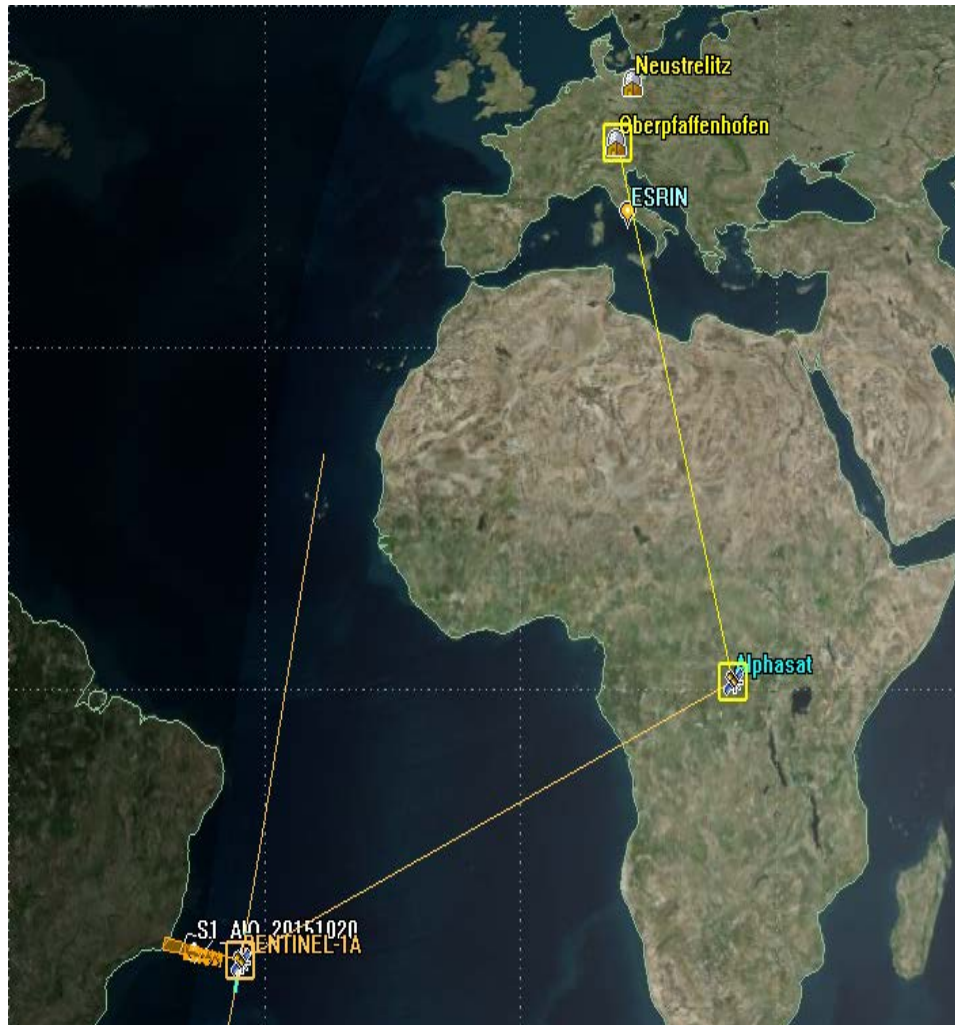 Neustrelitz
Oberpfaffenhofen
ESRIN
Alphasat
S1_AIO_20151020
SENTINEL-1A